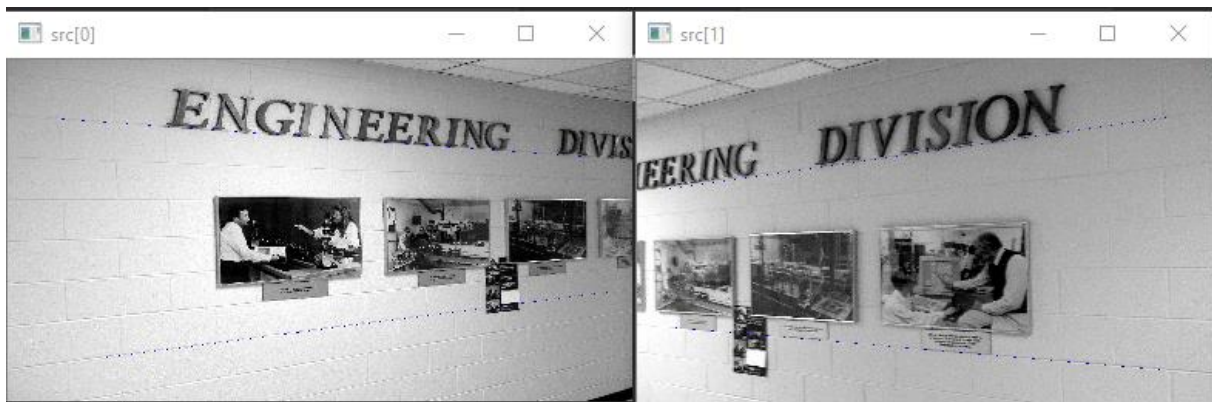 src[0]
src[1]
ENGINEERING DIVIS
EERING DIVISION